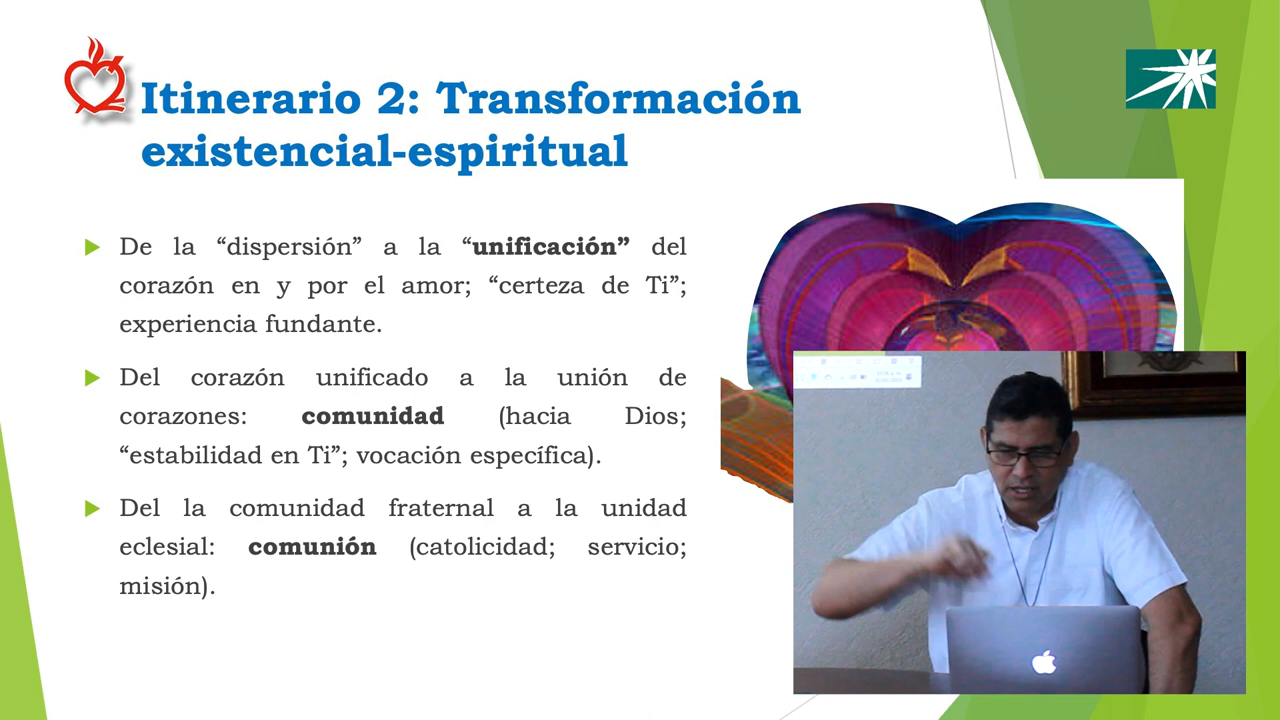 Itinerario 2: Transformación
existencial-espiritual
De la “dispersión” a la “unificación” del
corazón en y por el amor; “certeza de Ti”;
experiencia fundante.
Del corazón unificado a la unión de
corazones: comunidad (hacia Dios;
“estabilidad en Ti”; vocación específica).
Del la comunidad fraternal a la unidad
eclesial: comunión (catolicidad; servicio;
misión).